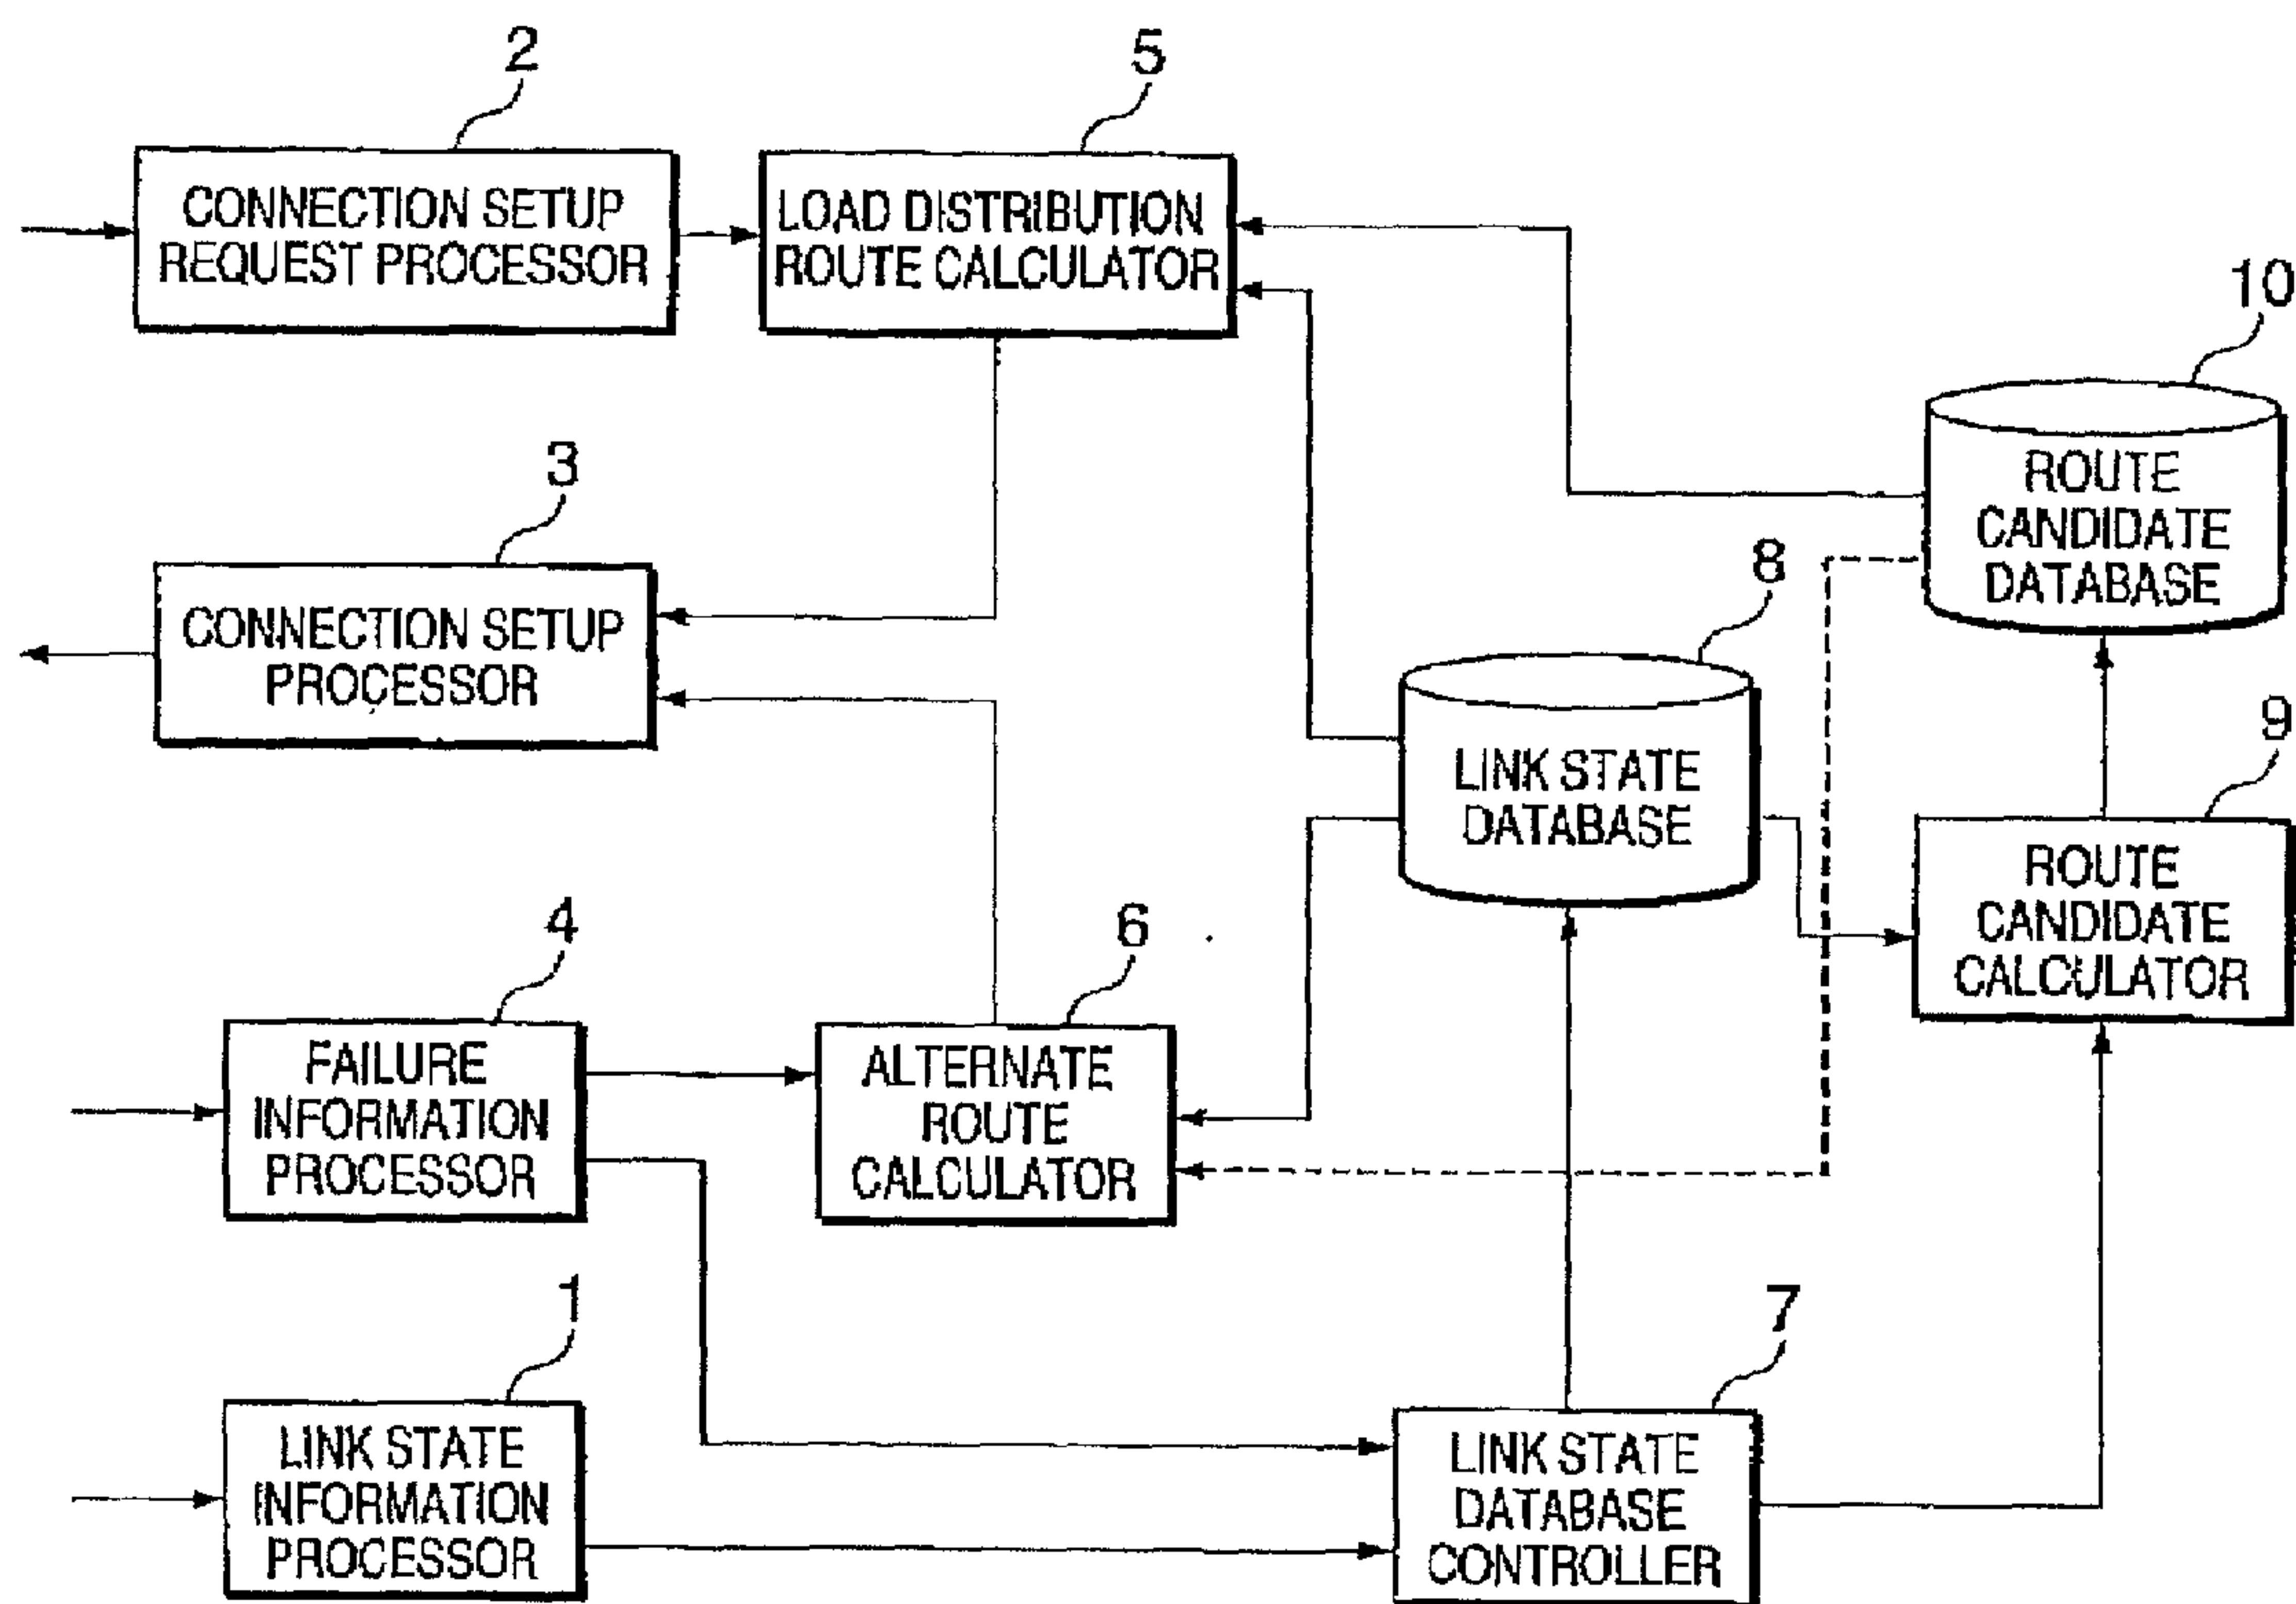 2
CONNECTION SETUP
REQUEST PROCESSOR
5
LOAD DISTRIBUTION
ROUTE CALCULATOR
10
ROUTE
CANDIDATE
DATABASE
3
CONNECTION SETUP
PROCESSOR
8
LINK STATE
DATABASE
9
ROUTE
CANDIDATE
CALCULATOR
4
FAILURE
INFORMATION
PROCESSOR
6
ALTERNATE
ROUTE
CALCULATOR
1
LINK STATE
INFORMATION
PROCESSOR
7
LINK STATE
DATABASE
CONTROLLER